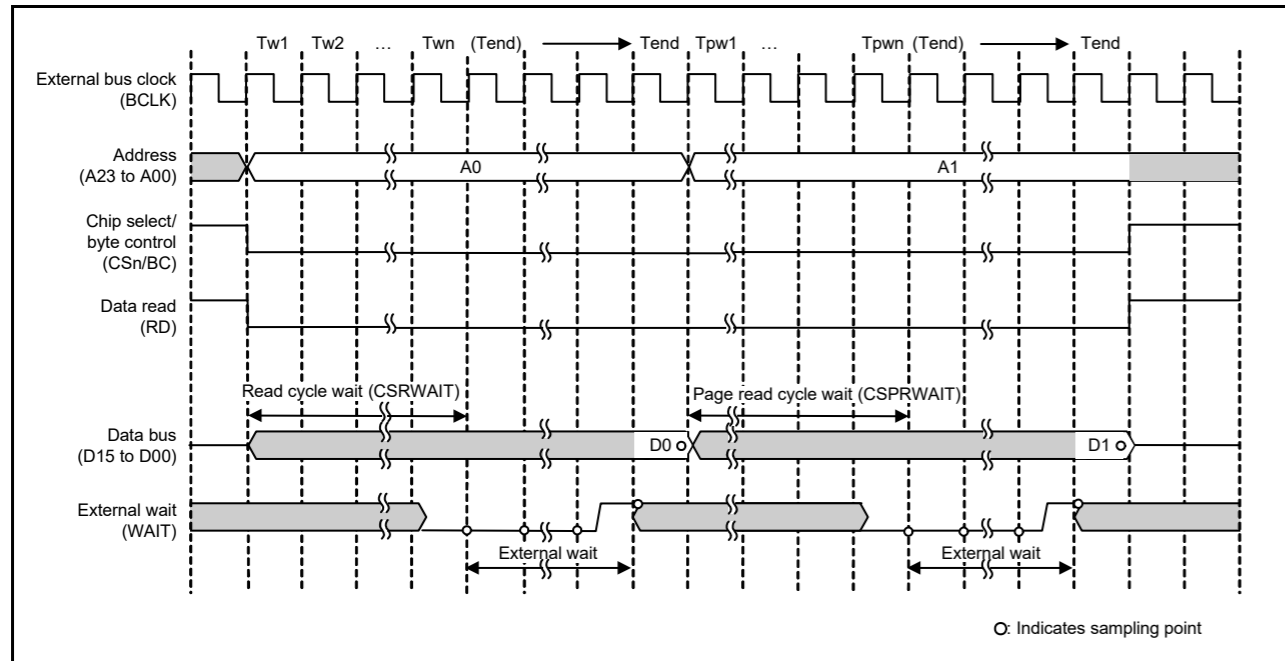 Tw1 Tw2 … Twn (Tend) Tend Tpw1 … Tpwn (Tend) Tend
External bus clock
(BCLK)
Address
(A23 to A00)
A0 A1
Chip select/
byte control
(CSn/BC)
Data read
(RD)
Read cycle wait (CSRWAIT) Page read cycle wait (CSPRWAIT)
Data bus
(D15 to D00)
D0 D1
External wait
(WAIT)
External wait External wait
: Indicates sampling point